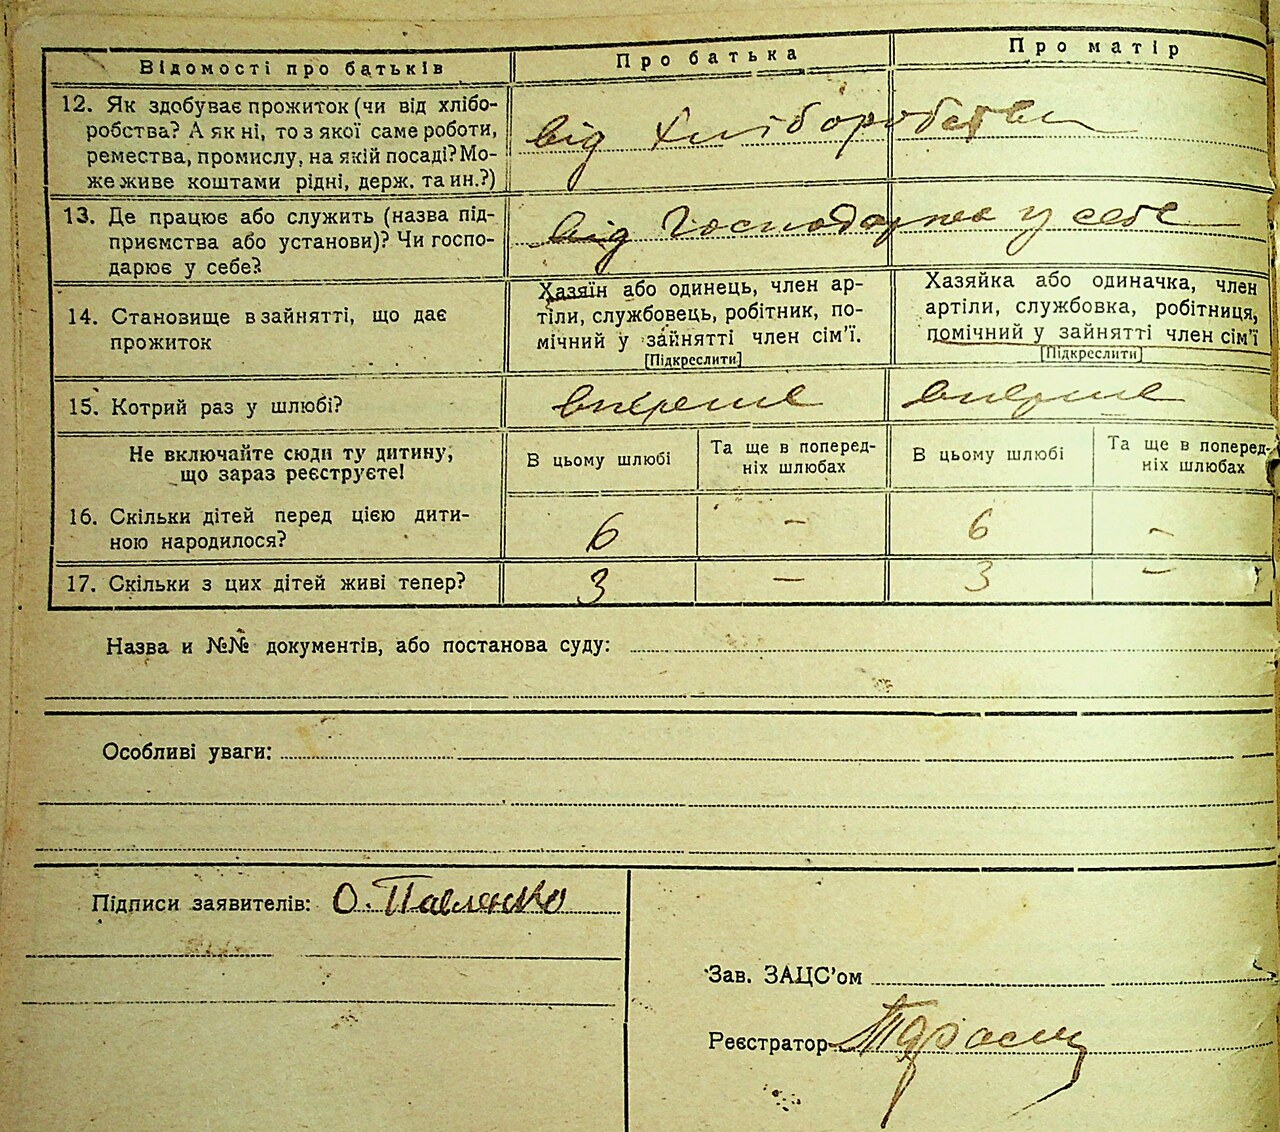 Відомості про батьків
Про батька
Про матір
12. Як здобуває прожиток (чи від хлібо-
робства? А як ні, то з якої саме роботи,
ремества, промислу, на якій посаді? Мо-
же живе коштами рідні, держ. та ин.?)
від хліборобства
13. Де працює або служить (назва під-
приємства або установи)? Чи госпо-
дарює у себе?
від Господарка у себе
14. Становище в зайнятті, що дає
прожиток
Хазяїн або одинець, член ар-
тіли, службовець, робітник, по-
мічний у зайнятті член сім'ї.
[Підкреслити]
Хазяйка або одиначка, член
артіли, службовка, робітниця,
помічний у зайнятті член сім'ї
[Підкреслити]
15. Котрий раз у шлюбі?
вперше
вперше
Не включайте сюди ту дитину,
що зараз реєструєте!
В цьому шлюбі
Та ще в поперед-
ніх шлюбах
В цьому шлюбі
Та ще в поперед-
ніх шлюбах
16. Скільки дітей перед цією дити-
ною народилося?
6
-
6
-
17. Скільки з цих дітей живі тепер?
3
-
3
-
Назва и №№ документів, або постанова суду:
Особливі уваги:
Підписи заявителів: О. Павленко
Зав. ЗАЦС'ом
Реєстратор